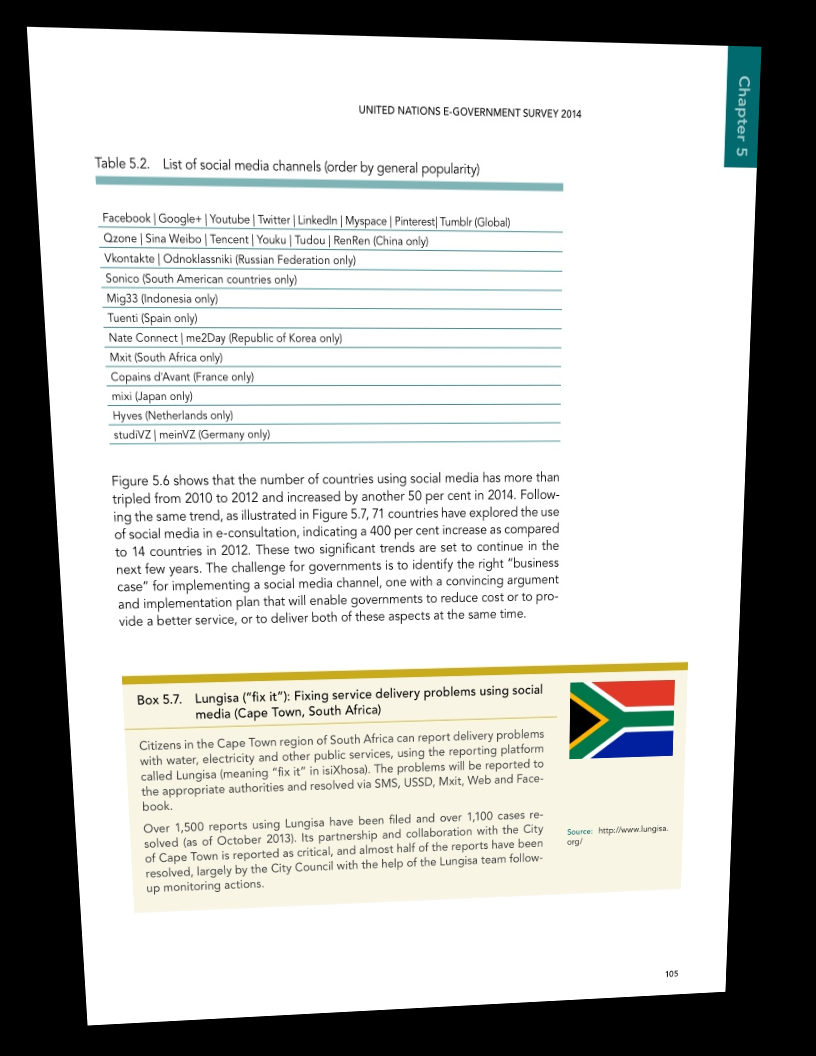 Chapter 5
UNITED NATIONS E-GOVERNMENT SURVEY 2014
Table 5.2. List of social media channels (order by general popularity)
Facebook | Google+ | Youtube | Twitter | LinkedIn | Myspace | Pinterest| Tumblr (Global)
Qzone | Sina Weibo | Tencent | Youku | Tudou | RenRen (China only)
Vkontakte | Odnoklassniki (Russian Federation only)
Sonico (South American countries only)
Mig33 (Indonesia only)
Tuenti (Spain only)
Nate Connect | me2Day (Republic of Korea only)
Mxit (South Africa only)
Copains d'Avant (France only)
mixi (Japan only)
Hyves (Netherlands only)
studiVZ | meinVZ (Germany only)
Figure 5.6 shows that the number of countries using social media has more than
tripled from 2010 to 2012 and increased by another 50 per cent in 2014. Follow-
ing the same trend, as illustrated in Figure 5.7, 71 countries have explored the use
of social media in e-consultation, indicating a 400 per cent increase as compared
to 14 countries in 2012. These two significant trends are set to continue in the
next few years. The challenge for governments is to identify the right “business
case” for implementing a social media channel, one with a convincing argument
and implementation plan that will enable governments to reduce cost or to pro-
vide a better service, or to deliver both of these aspects at the same time.
Box 5.7. Lungisa (“fix it”): Fixing service delivery problems using social
media (Cape Town, South Africa)
Citizens in the Cape Town region of South Africa can report delivery problems
with water, electricity and other public services, using the reporting platform
called Lungisa (meaning “fix it” in isiXhosa). The problems will be reported to
the appropriate authorities and resolved via SMS, USSD, Mxit, Web and Face-
book.
Over 1,500 reports using Lungisa have been filed and over 1,100 cases re-
solved (as of October 2013). Its partnership and collaboration with the City
of Cape Town is reported as critical, and almost half of the reports have been
resolved, largely by the City Council with the help of the Lungisa team follow-
up monitoring actions.
Source: http://www.lungisa.
org/
105